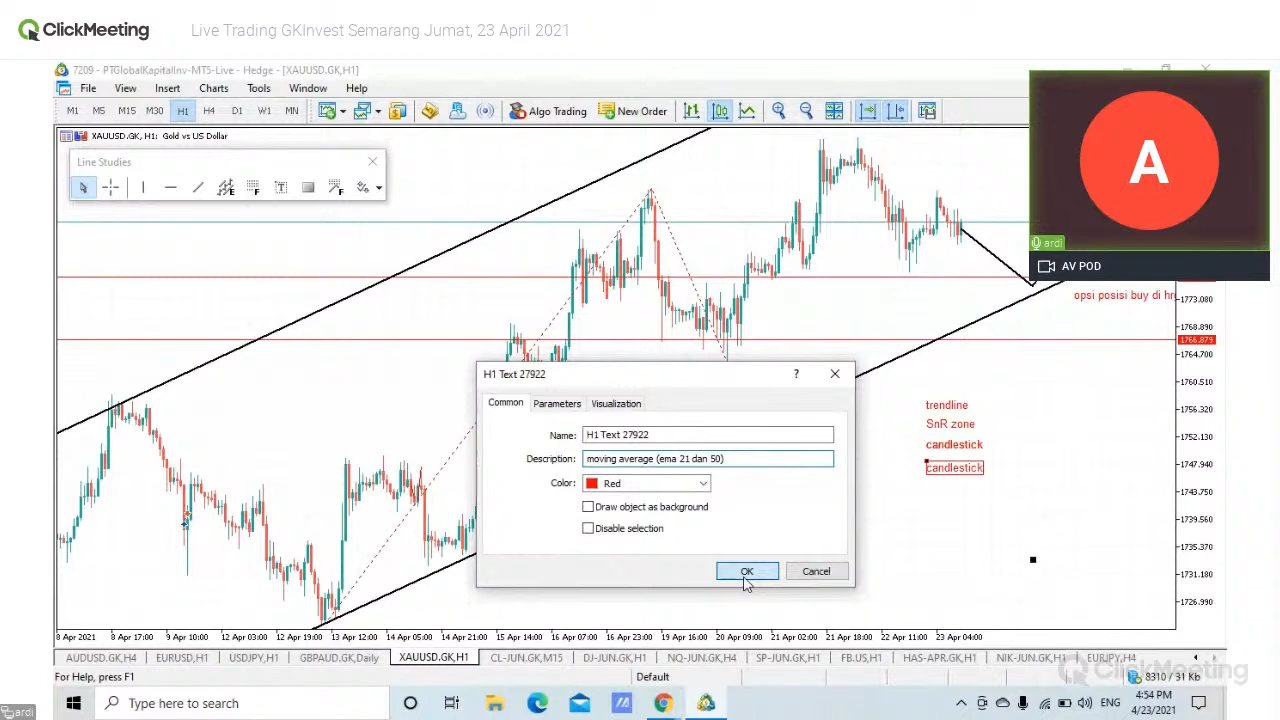 ClickMeeting
Live Trading GKInvest Semarang Jumat, 23 April 2021
7209 - PTGlobalKapitalInv-MT5-Live - Hedge - [XAUUSD.GK,H1]
File View Insert Charts Tools Window Help
M1 M5 M15 M30 H1 H4 D1 W1 MN Algo Trading New Order
XAUUSD.GK, H1: Gold vs US Dollar
Line Studies
A
ardi
AV POD
opsi posisi buy di hrg
1773.080
1768.890
1766.879
1764.700
1760.510
1756.320
1752.130
1747.940
1743.750
1739.560
1735.370
1731.180
1726.990
H1 Text 27922
Common Parameters Visualization
Name: H1 Text 27922
Description: moving average (ema 21 dan 50)
Color: Red
Draw object as background
Disable selection
OK Cancel
trendline
SnR zone
candlestick
candlestick
8 Apr 2021 8 Apr 17:00 9 Apr 10:00 12 Apr 03:00 12 Apr 19:00 13 Apr 12:00 14 Apr 05:00 14 Apr 21:00 15 Apr 14:00 16 Apr 07:00 16 Apr 23:00 19 Apr 16:00 20 Apr 09:00 21 Apr 02:00 21 Apr 18:00 22 Apr 11:00 23 Apr 04:00
AUDUSD.GK,H4 EURUSD,H1 USDJPY,H1 GBPAUD.GK,Daily XAUUSD.GK,H1 CL-JUN.GK,M15 DJ-JUN.GK,H1 NQ-JUN.GK,H4 SP-JUN.GK,H1 FB.US,H1 HAS-APR.GK,H1 NIK-JUN.GK,H1 EURJPY,H4
ClickMeeting
For Help, press F1 Default 8310 / 31 Kb
Type here to search
ENG
4:54 PM
4/23/2021
ardi